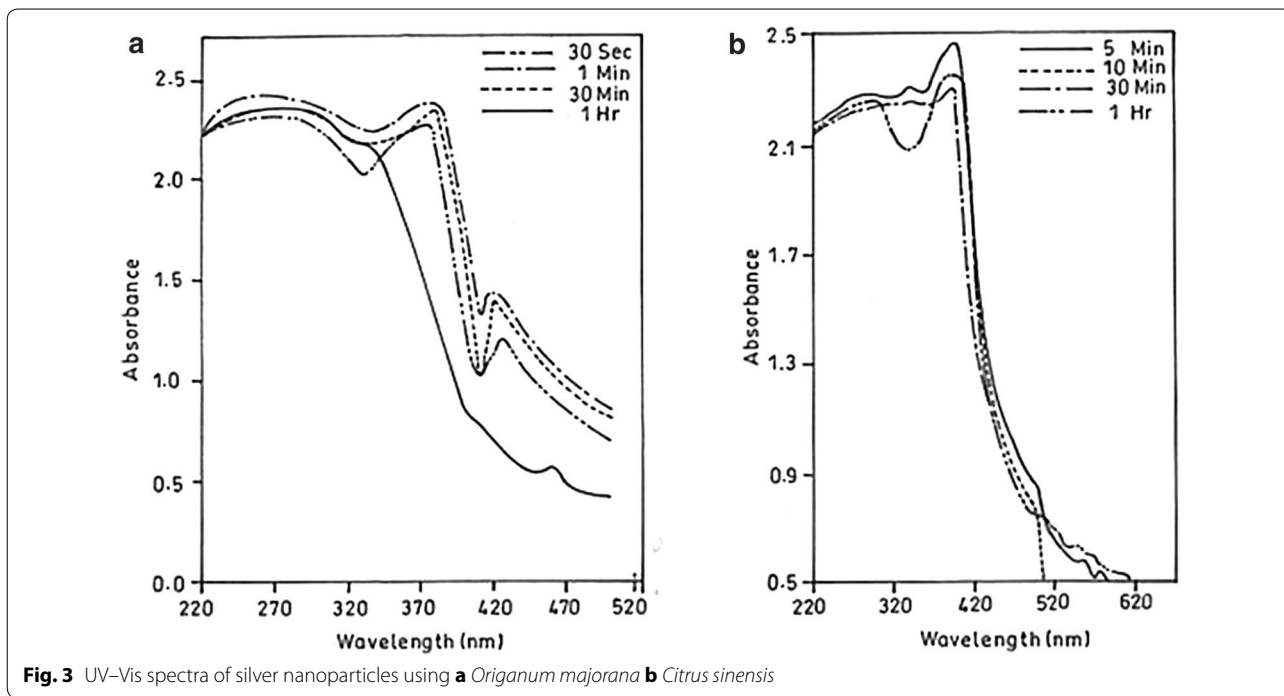 a
30 Sec
1 Min
30 Min
1 Hr
2.5
2.0
1.5
1.0
0.5
0.0
Absorbance
220 270 320 370 420 470 520
Wavelength (nm)
b
5 Min
10 Min
30 Min
1 Hr
2.5
2.1
1.7
1.3
0.9
0.5
Absorbance
220 320 420 520 620
Wavelength (nm)
Fig. 3 UV–Vis spectra of silver nanoparticles using a Origanum majorana b Citrus sinensis